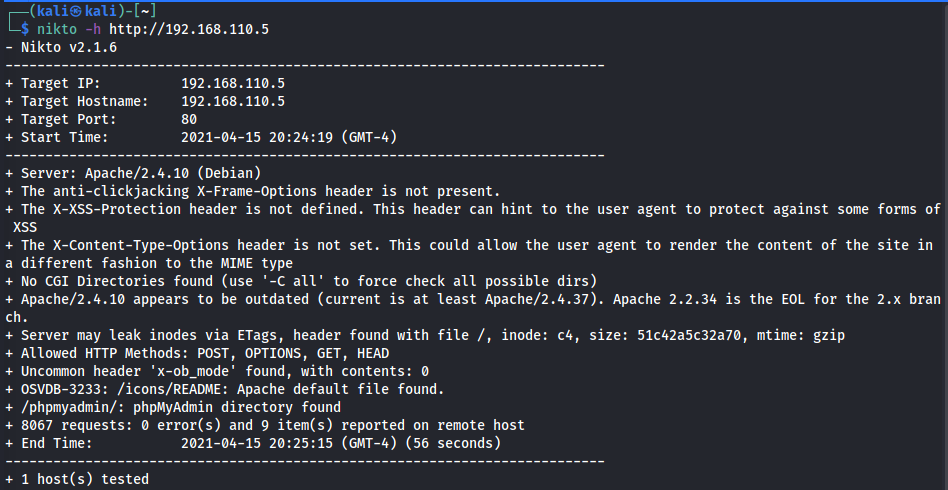 ┌──(kali㉿kali)-[~]
└─$ nikto -h http://192.168.110.5
- Nikto v2.1.6
---------------------------------------------------------------------------
+ Target IP:          192.168.110.5
+ Target Hostname:    192.168.110.5
+ Target Port:        80
+ Start Time:         2021-04-15 20:24:19 (GMT-4)
---------------------------------------------------------------------------
+ Server: Apache/2.4.10 (Debian)
+ The anti-clickjacking X-Frame-Options header is not present.
+ The X-XSS-Protection header is not defined. This header can hint to the user agent to protect against some forms of
 XSS
+ The X-Content-Type-Options header is not set. This could allow the user agent to render the content of the site in
a different fashion to the MIME type
+ No CGI Directories found (use '-C all' to force check all possible dirs)
+ Apache/2.4.10 appears to be outdated (current is at least Apache/2.4.37). Apache 2.2.34 is the EOL for the 2.x bran
ch.
+ Server may leak inodes via ETags, header found with file /, inode: c4, size: 51c42a5c32a70, mtime: gzip
+ Allowed HTTP Methods: POST, OPTIONS, GET, HEAD
+ Uncommon header 'x-ob_mode' found, with contents: 0
+ OSVDB-3233: /icons/README: Apache default file found.
+ /phpmyadmin/: phpMyAdmin directory found
+ 8067 requests: 0 error(s) and 9 item(s) reported on remote host
+ End Time:           2021-04-15 20:25:15 (GMT-4) (56 seconds)
---------------------------------------------------------------------------
+ 1 host(s) tested